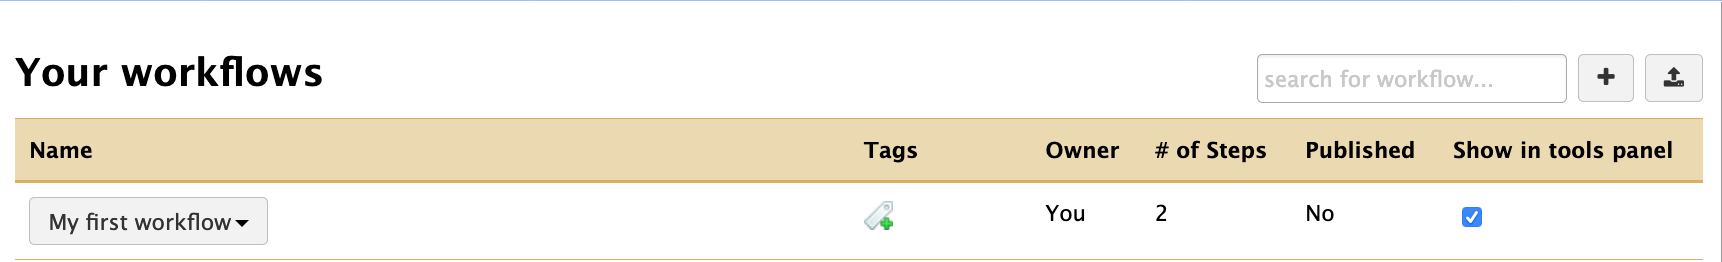 Your workflows
search for workflow...
Name Tags Owner # of Steps Published Show in tools panel
My first workflow You 2 No